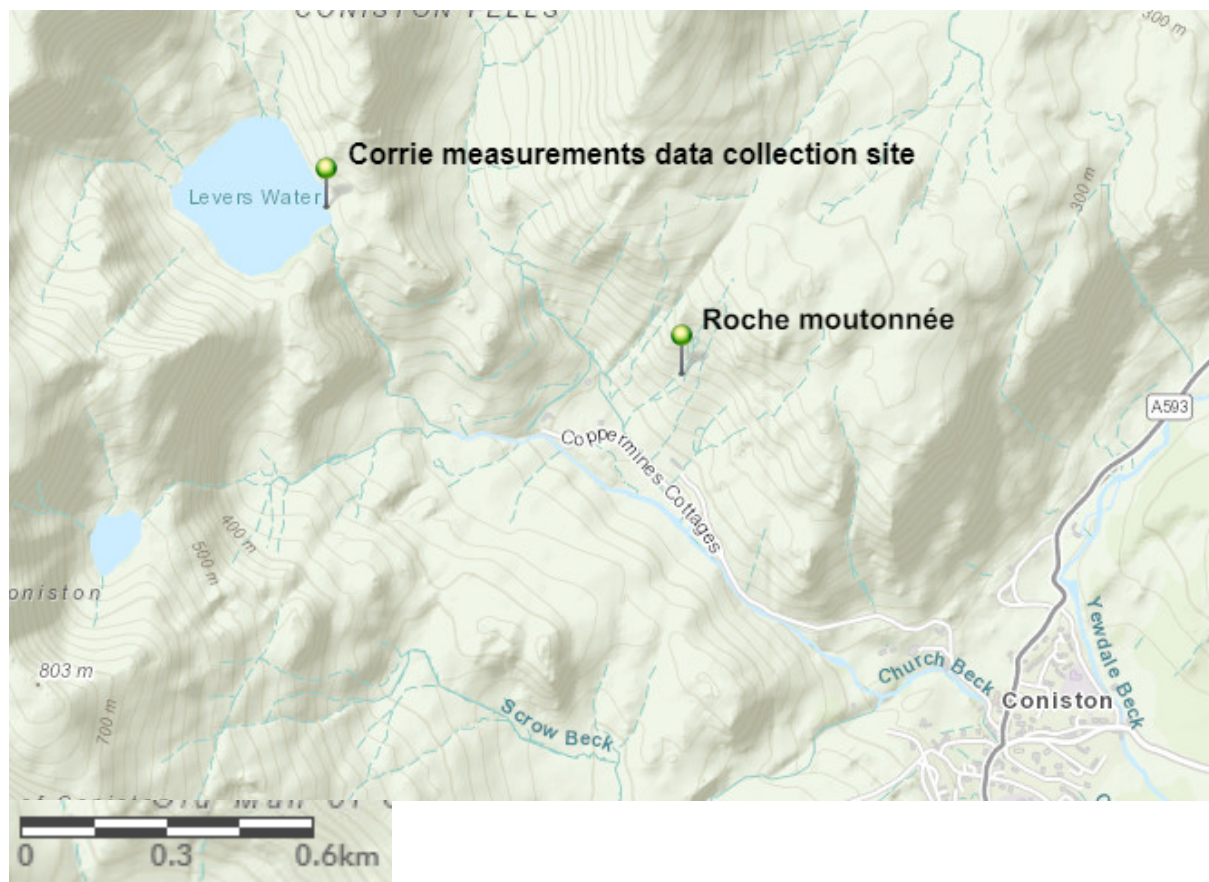 CONISTON FELLS
300 m
Corrie measurements data collection site
Levers Water
300 m
Roche moutonnée
A593
Coppermines Cottages
400 m
500 m
oniston
Yewdale Beck
803 m
Church Beck
Coniston
700 m
Scrow Beck
0 0.3 0.6km